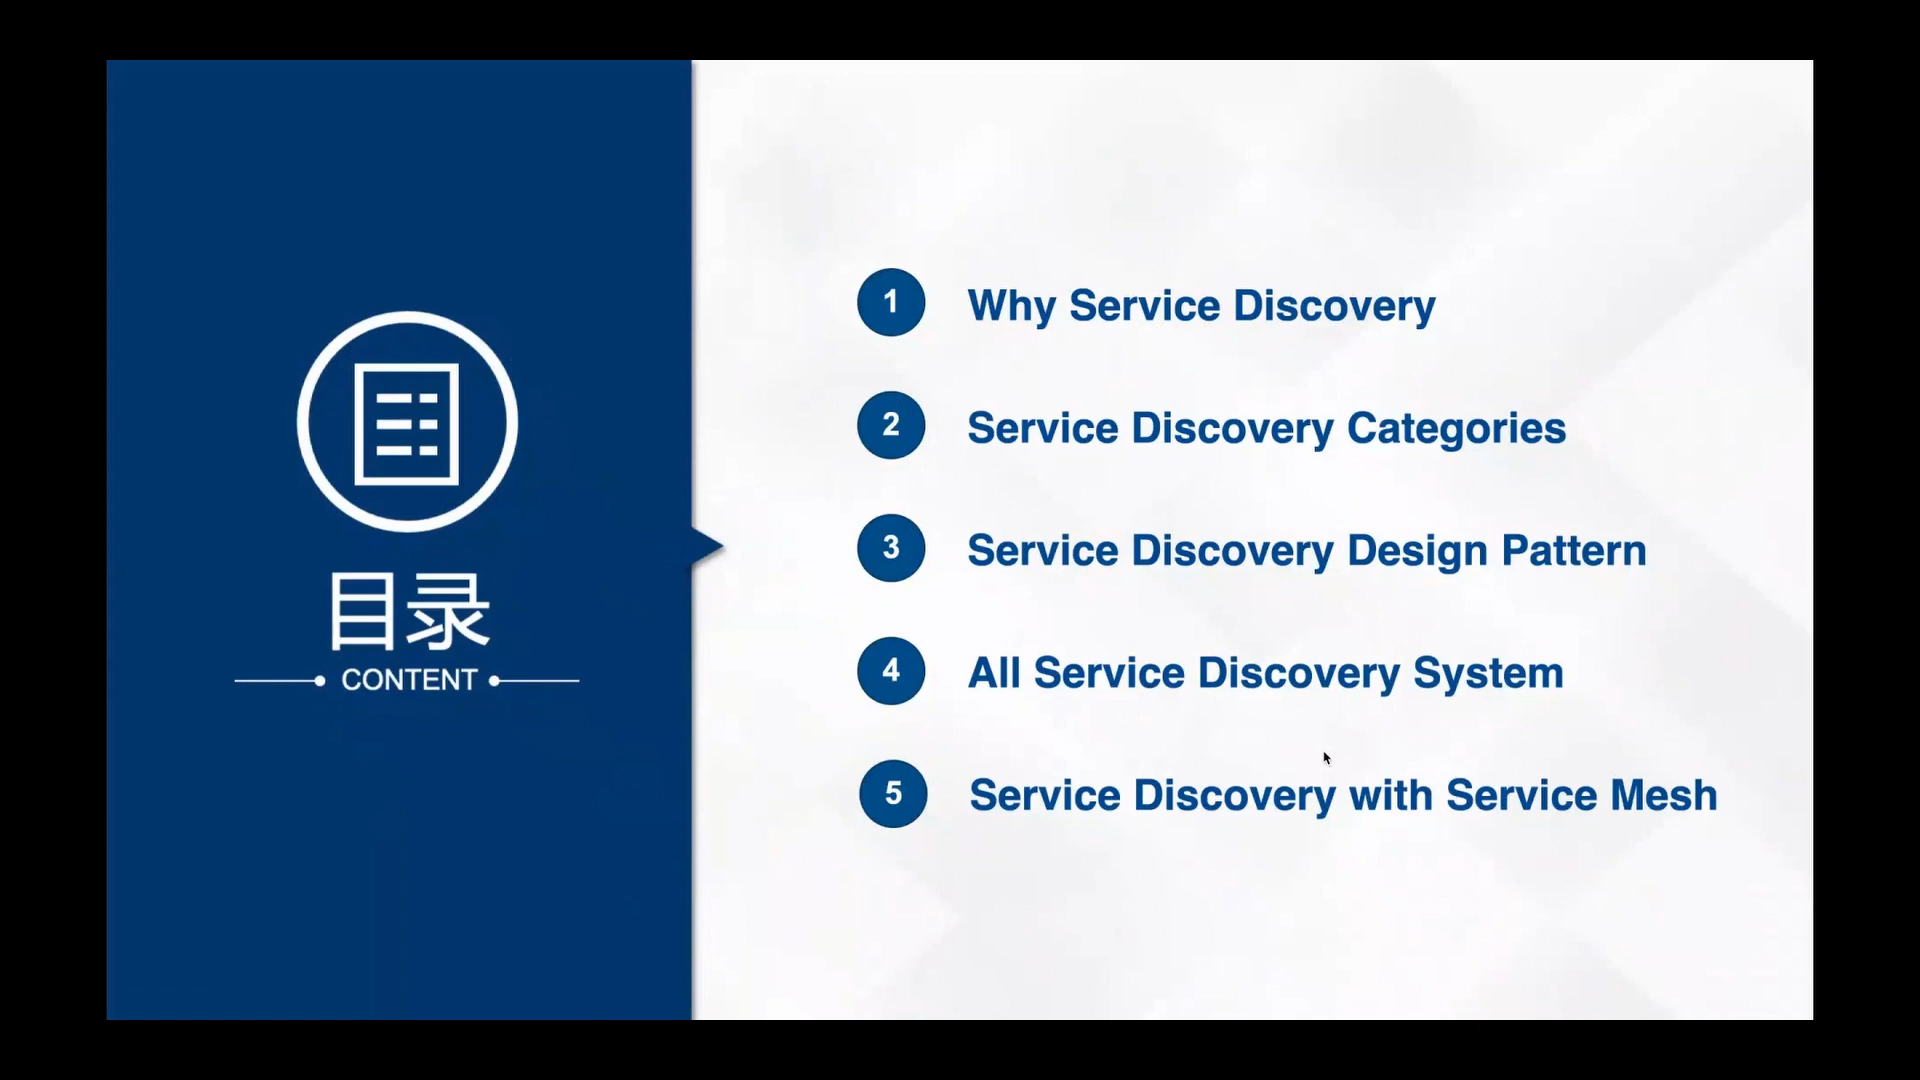 目录
CONTENT
1 Why Service Discovery
2 Service Discovery Categories
3 Service Discovery Design Pattern
4 All Service Discovery System
5 Service Discovery with Service Mesh